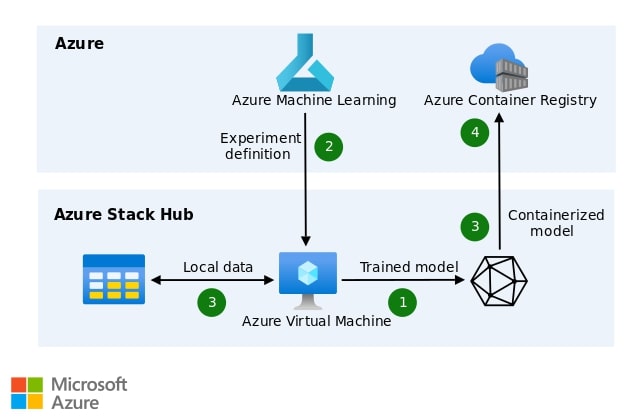 Azure
Azure Machine Learning
Azure Container Registry
Experiment
definition
2
4
Azure Stack Hub
3
Containerized
model
Local data
Trained model
3
1
Azure Virtual Machine
Microsoft
Azure